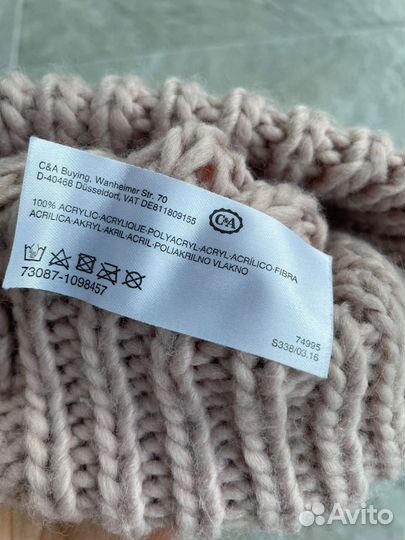 C&A Buying, Wanheimer Str. 70
D-40468 Düsseldorf, VAT DE811809155
C&A
100% ACRYLIC-ACRYLIQUE-POLYACRYL-ACRYL-ACRÍLICO-FIBRA
ACRILICA-AKRYL-AKRIL-ACRIL-POLIAKRILNO VLAKNO
73087-1098457
74995
S338/03.16
Avito